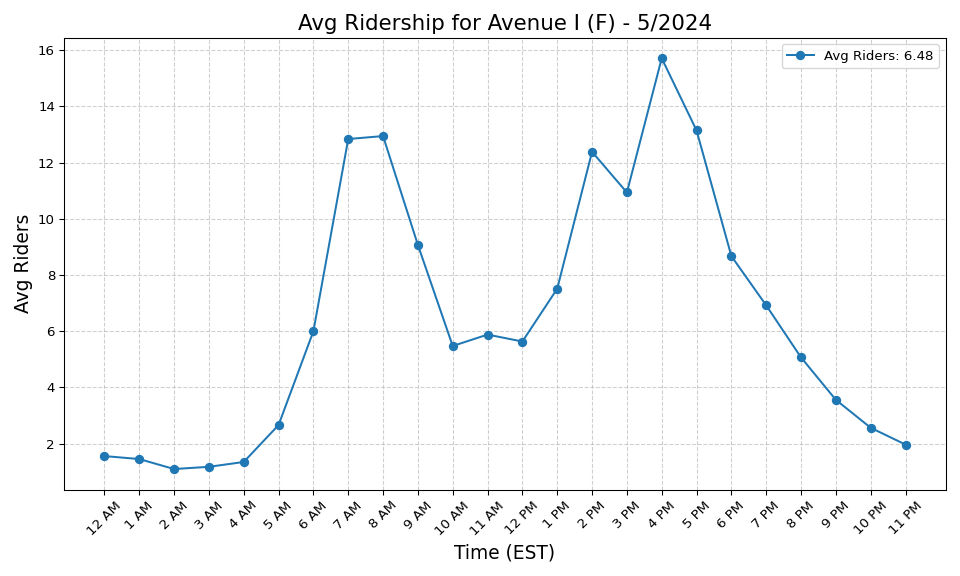 Avg Ridership for Avenue I (F) - 5/2024
Avg Riders: 6.48
Avg Riders
16
14
12
10
8
6
4
2
12 AM
1 AM
2 AM
3 AM
4 AM
5 AM
6 AM
7 AM
8 AM
9 AM
10 AM
11 AM
12 PM
1 PM
2 PM
3 PM
4 PM
5 PM
6 PM
7 PM
8 PM
9 PM
10 PM
11 PM
Time (EST)